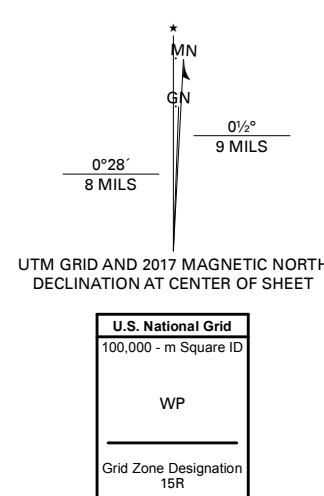 ★
MN
GN
0½°
9 MILS
0°28´
8 MILS
UTM GRID AND 2017 MAGNETIC NORTH
DECLINATION AT CENTER OF SHEET
U.S. National Grid
100,000 - m Square ID
WP
Grid Zone Designation
15R